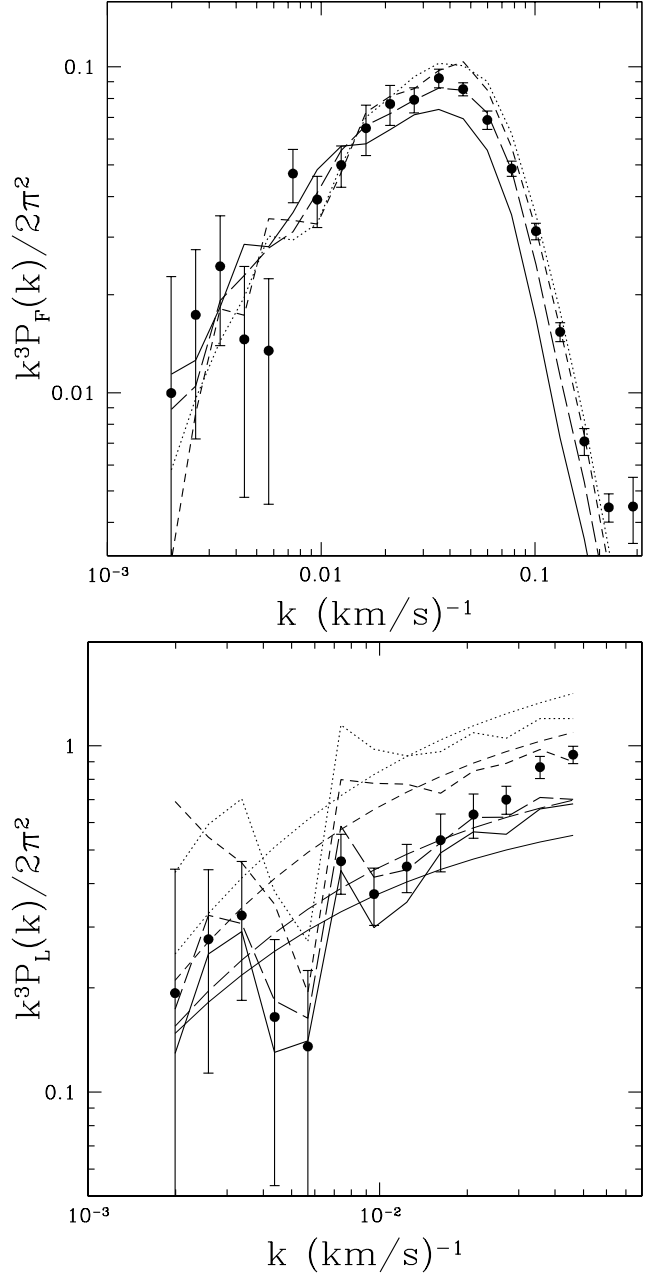 0.1
0.01
k³P_F(k)/2π²
10⁻³ 0.01 0.1
k (km/s)⁻¹
1
0.1
k³P_L(k)/2π²
10⁻³ 10⁻²
k (km/s)⁻¹